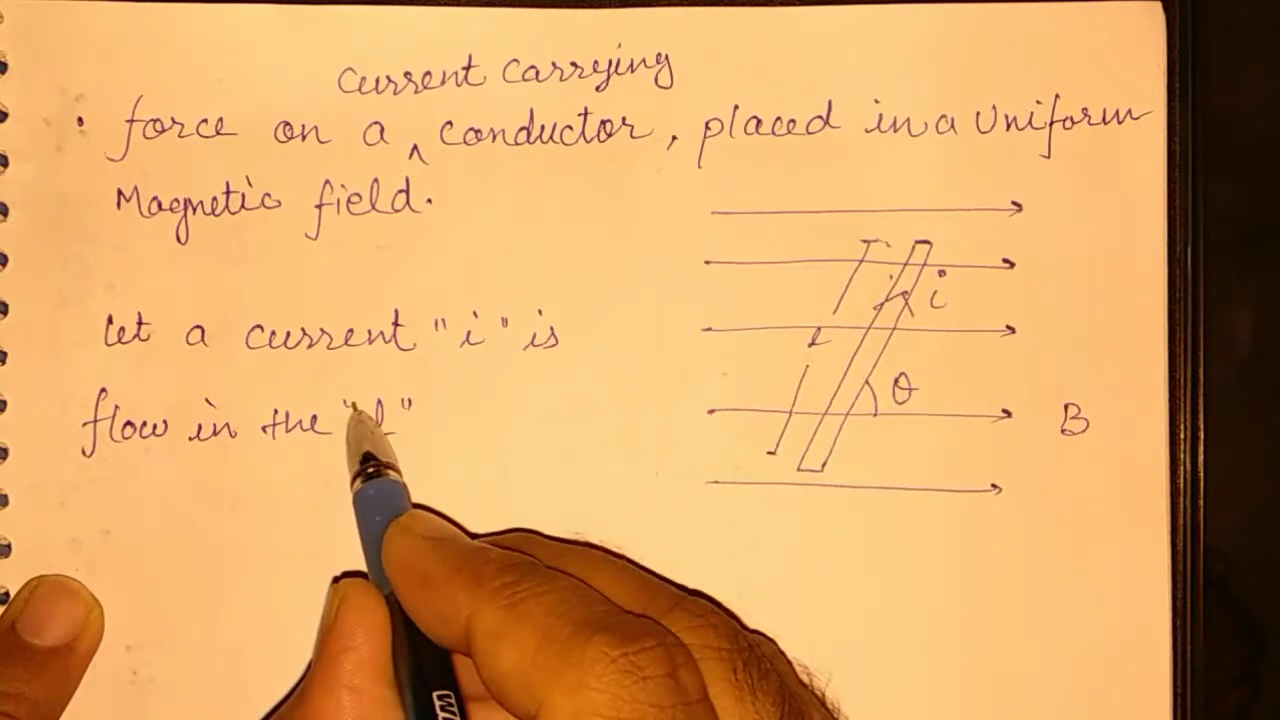 current carrying
. force on a ^ conductor, placed in a Uniform
Magnetic field.
let a current "i" is
flow in the "l"
i
l
θ
B